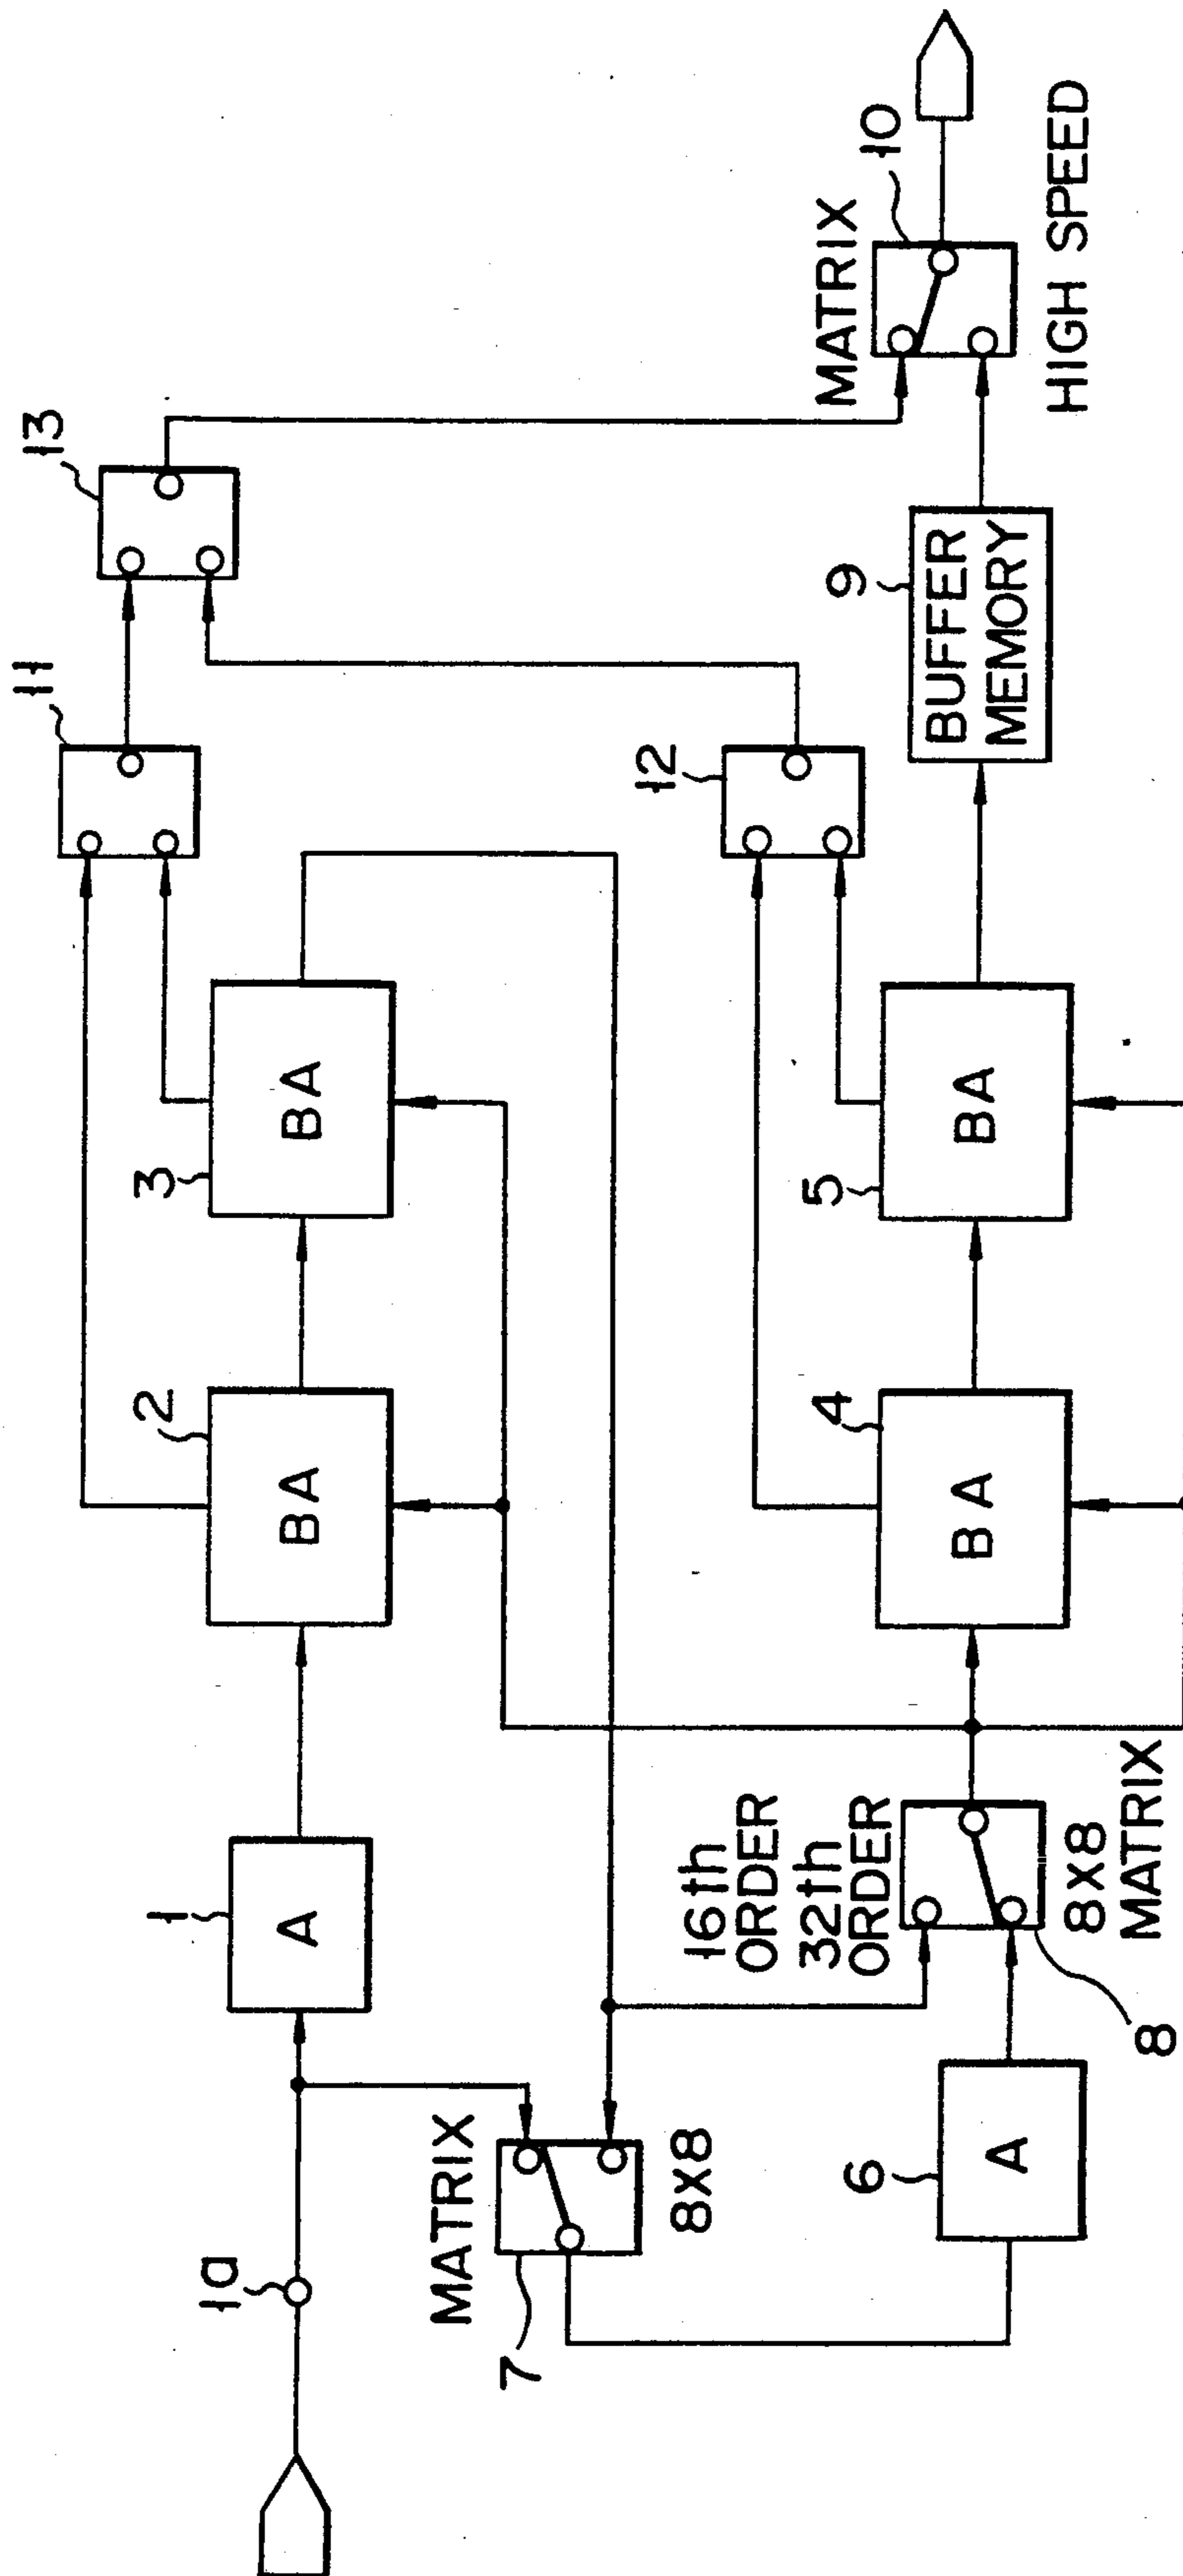 1a
1
A
2
BA
3
BA
11
13
MATRIX
7
8X8
6
A
16th
ORDER
32th
ORDER
8
8X8
MATRIX
4
BA
5
BA
12
9
BUFFER
MEMORY
MATRIX
10
HIGH SPEED